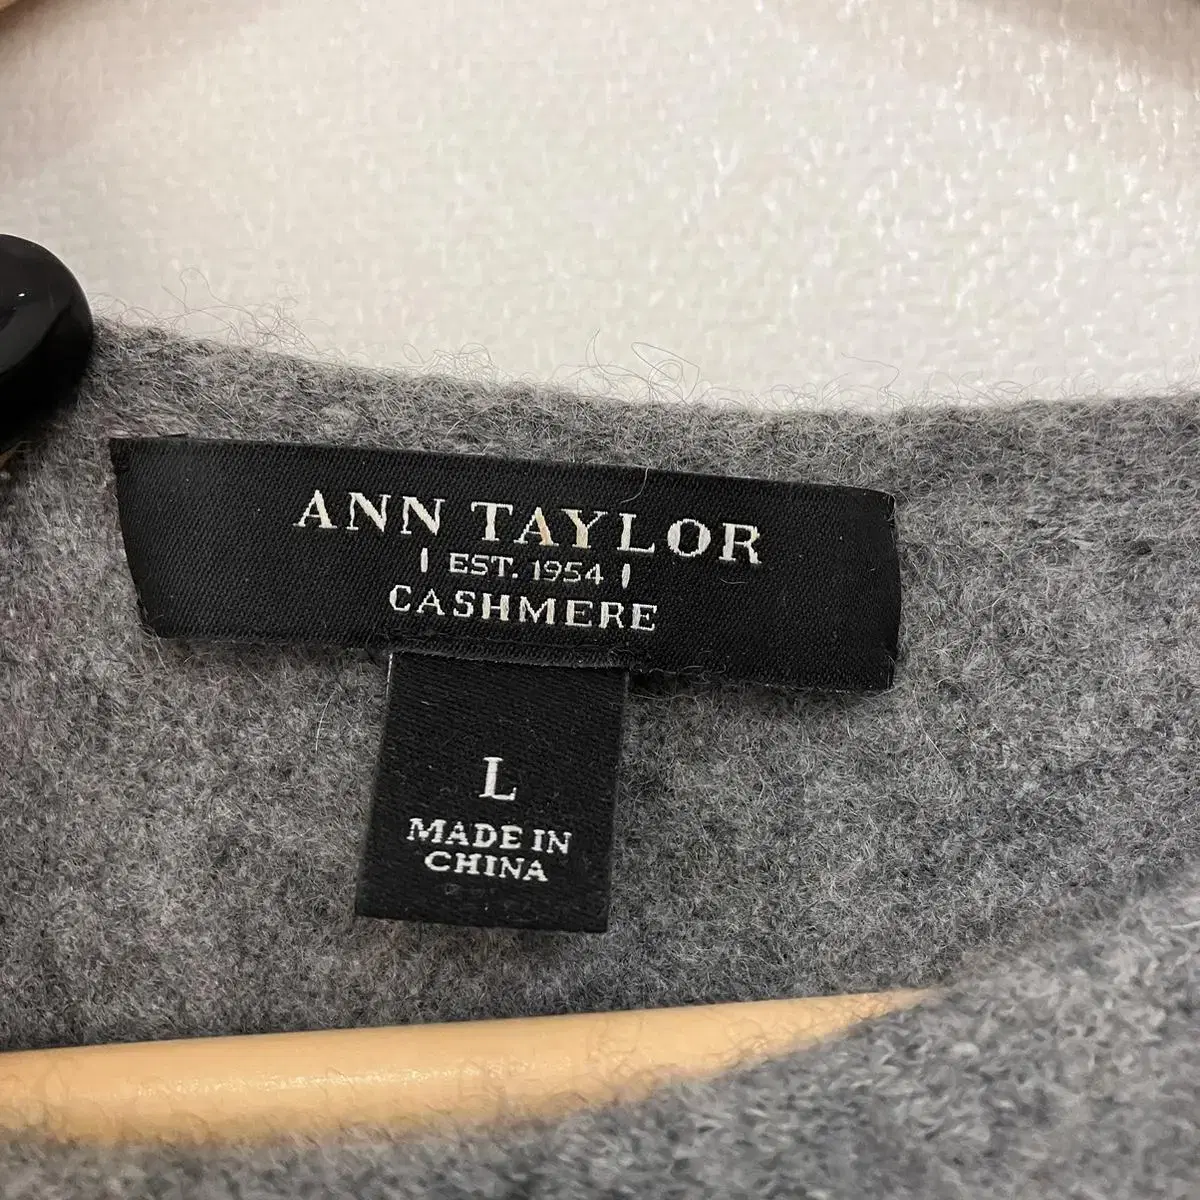 ANN TAYLOR
EST. 1954
CASHMERE
L
MADE IN
CHINA